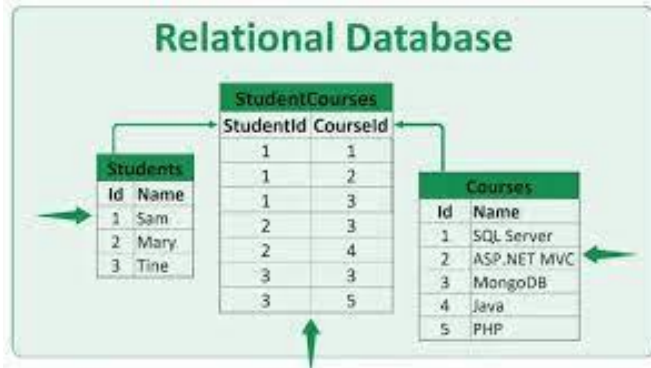 Relational Database
StudentCourses
StudentId CourseId
1 1
1 2
1 3
2 3
2 4
3 3
3 5
Students
Id Name
1 Sam
2 Mary
3 Tine
Courses
Id Name
1 SQL Server
2 ASP.NET MVC
3 MongoDB
4 Java
5 PHP